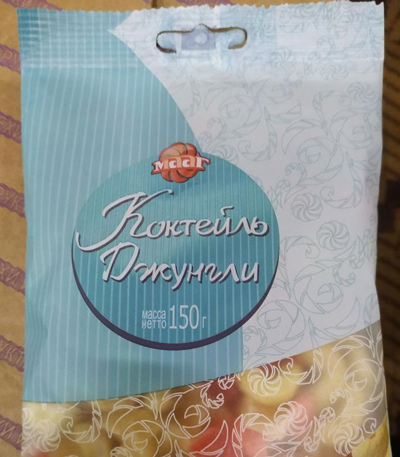 Мааг
Коктейль
Джунгли
масса
нетто 150 г